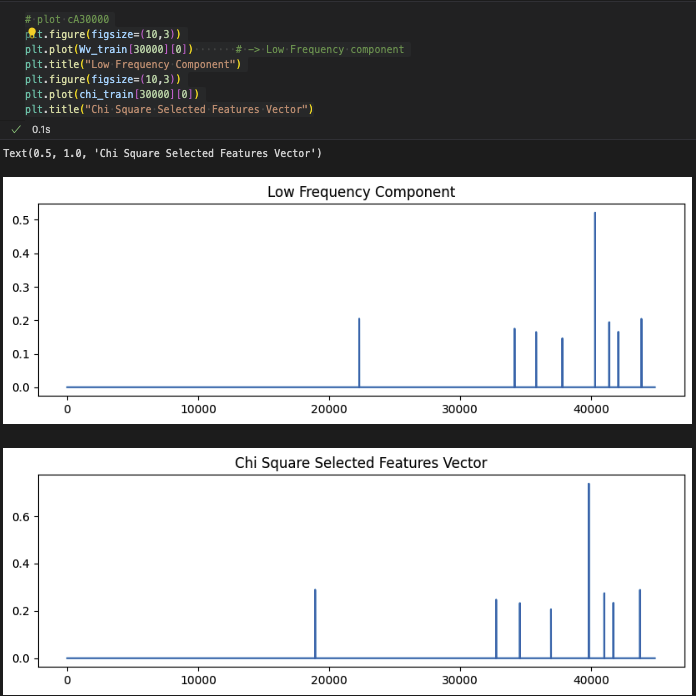 # plot cA30000
plt.figure(figsize=(10,3))
plt.plot(Wv_train[30000][0])·······# —> Low Frequency component
plt.title("Low Frequency Component")
plt.figure(figsize=(10,3))
plt.plot(chi_train[30000][0])
plt.title("Chi Square Selected Features Vector")
✓ 0.1s
Text(0.5, 1.0, 'Chi Square Selected Features Vector')
Low Frequency Component
0.5
0.4
0.3
0.2
0.1
0.0
0 10000 20000 30000 40000
Chi Square Selected Features Vector
0.6
0.4
0.2
0.0
0 10000 20000 30000 40000